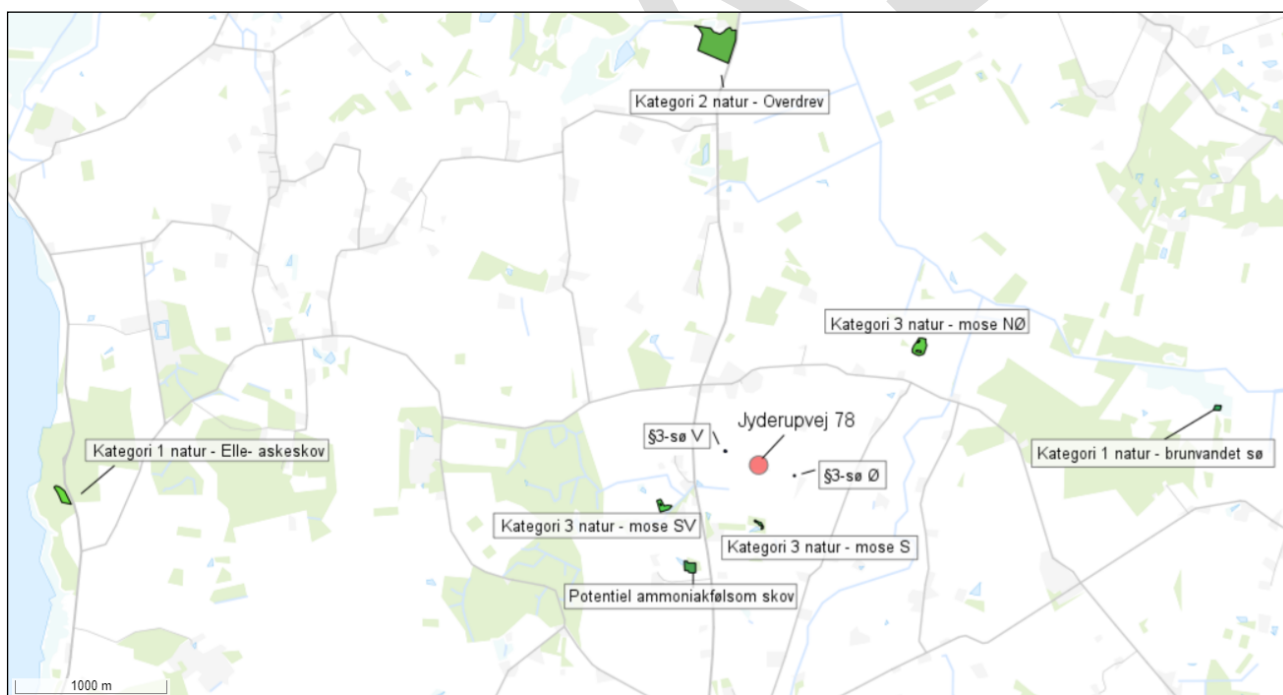 Kategori 2 natur - Overdrev
Kategori 3 natur - mose NØ
Jyderupvej 78
§3-sø V
Kategori 1 natur - Elle- askeskov
Kategori 1 natur - brunvandet sø
§3-sø Ø
Kategori 3 natur - mose SV
Kategori 3 natur - mose S
Potentiel ammoniakfølsom skov
1000 m